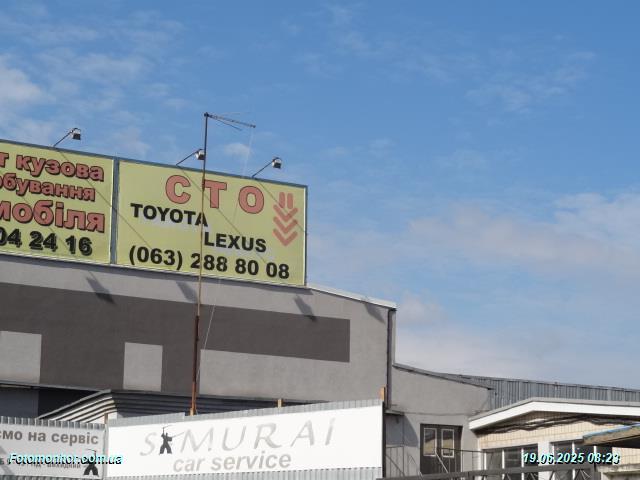 т кузова
обування
мобіля
04 24 16
СТО
TOYOTA
LEXUS
(063) 288 80 08
ємо на сервіс
SAMURAI
car service
Fotomonitor.com.ua
19.06.2025 08:23